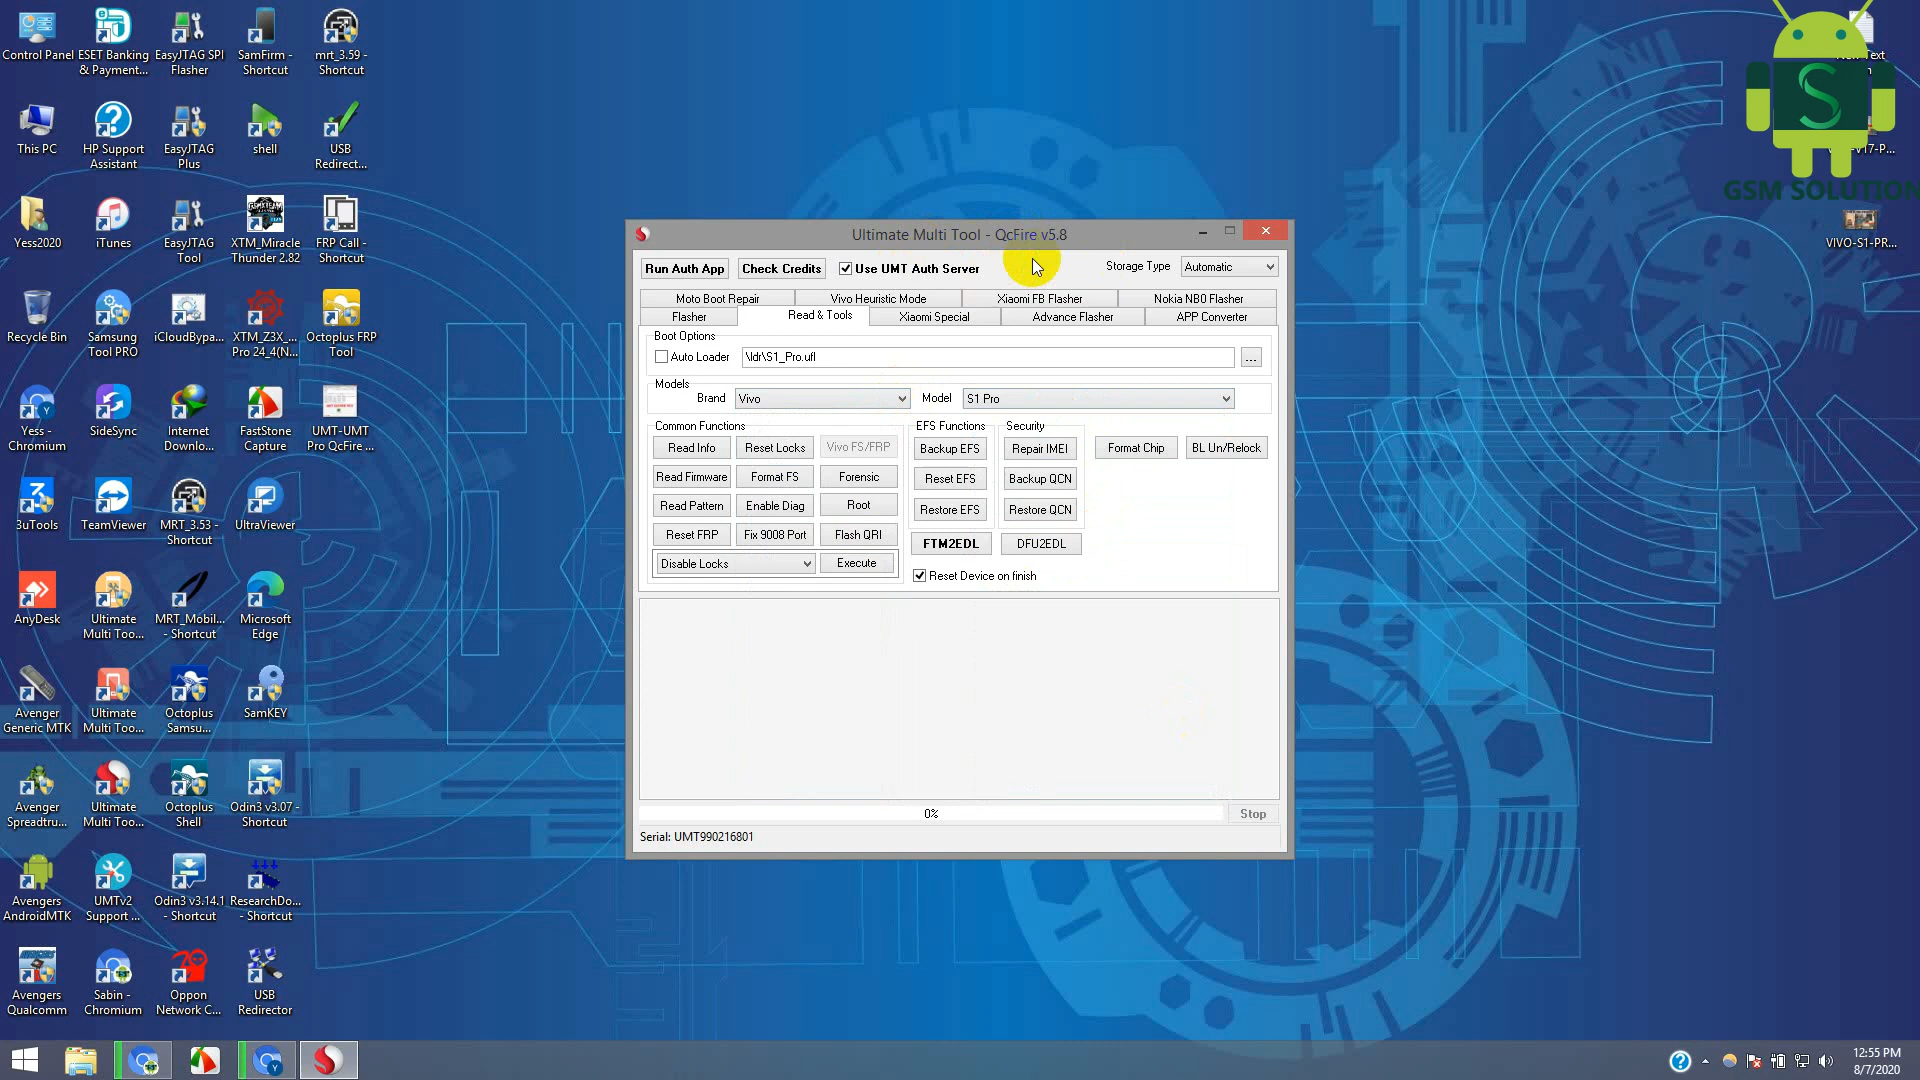 Control Panel
ESET Banking
& Payment...
EasyJTAG SPI
Flasher
SamFirm -
Shortcut
mrt_3.59 -
Shortcut
This PC
HP Support
Assistant
EasyJTAG
Plus
shell
USB
Redirect...
Yess2020
iTunes
EasyJTAG
Tool
XTM_Miracle
Thunder 2.82
FRP Call -
Shortcut
Recycle Bin
Samsung
Tool PRO
iCloudBypa...
XTM_Z3X_...
Pro 24_4(N...
Octoplus FRP
Tool
Yess -
Chromium
SideSync
Internet
Downlo...
FastStone
Capture
UMT-UMT
Pro QcFire ...
3uTools
TeamViewer
MRT_3.53 -
Shortcut
UltraViewer
AnyDesk
Ultimate
Multi Too...
MRT_Mobil...
- Shortcut
Microsoft
Edge
Avenger
Generic MTK
Ultimate
Multi Too...
Octoplus
Samsu...
SamKEY
Avenger
Spreadtru...
Ultimate
Multi Too...
Octoplus
Shell
Odin3 v3.07 -
Shortcut
Avengers
AndroidMTK
UMTv2
Support ...
Odin3 v3.14.1
- Shortcut
ResearchDo...
- Shortcut
Avengers
Qualcomm
Sabin -
Chromium
Oppon
Network C...
USB
Redirector
Ultimate Multi Tool - QcFire v5.8
Run Auth App
Check Credits
Use UMT Auth Server
Storage Type
Automatic
Moto Boot Repair
Vivo Heuristic Mode
Xiaomi FB Flasher
Nokia NB0 Flasher
Flasher
Read & Tools
Xiaomi Special
Advance Flasher
APP Converter
Boot Options
Auto Loader
\ldr\S1_Pro.ufl
...
Models
Brand
Vivo
Model
S1 Pro
Common Functions
Read Info
Reset Locks
Vivo FS/FRP
Read Firmware
Format FS
Forensic
Read Pattern
Enable Diag
Root
Reset FRP
Fix 9008 Port
Flash QRI
Disable Locks
Execute
EFS Functions
Backup EFS
Reset EFS
Restore EFS
Security
Repair IMEI
Backup QCN
Restore QCN
Format Chip
BL Un/Relock
FTM2EDL
DFU2EDL
Reset Device on finish
0%
Stop
Serial: UMT990216801
S
GSM SOLUTION
VIVO-S1-PR...
12:55 PM
8/7/2020